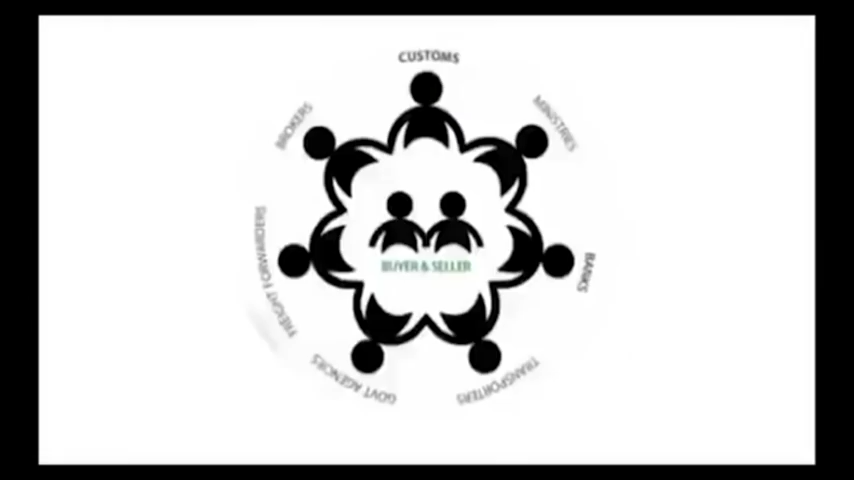 CUSTOMS
MINISTRIES
BANKS
TRANSPORTERS
GOVT AGENCIES
FREIGHT FORWARDERS
BROKERS
BUYER & SELLER